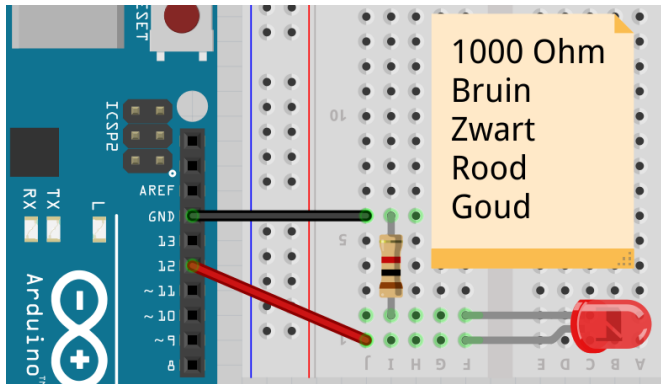 RESET
1000 Ohm
Bruin
Zwart
Rood
Goud
ICSP2
10
AREF
GND
5
13
12
~11
~10
~9
8
1
RX
TX
L
Arduino™
J I H G F E D C B A